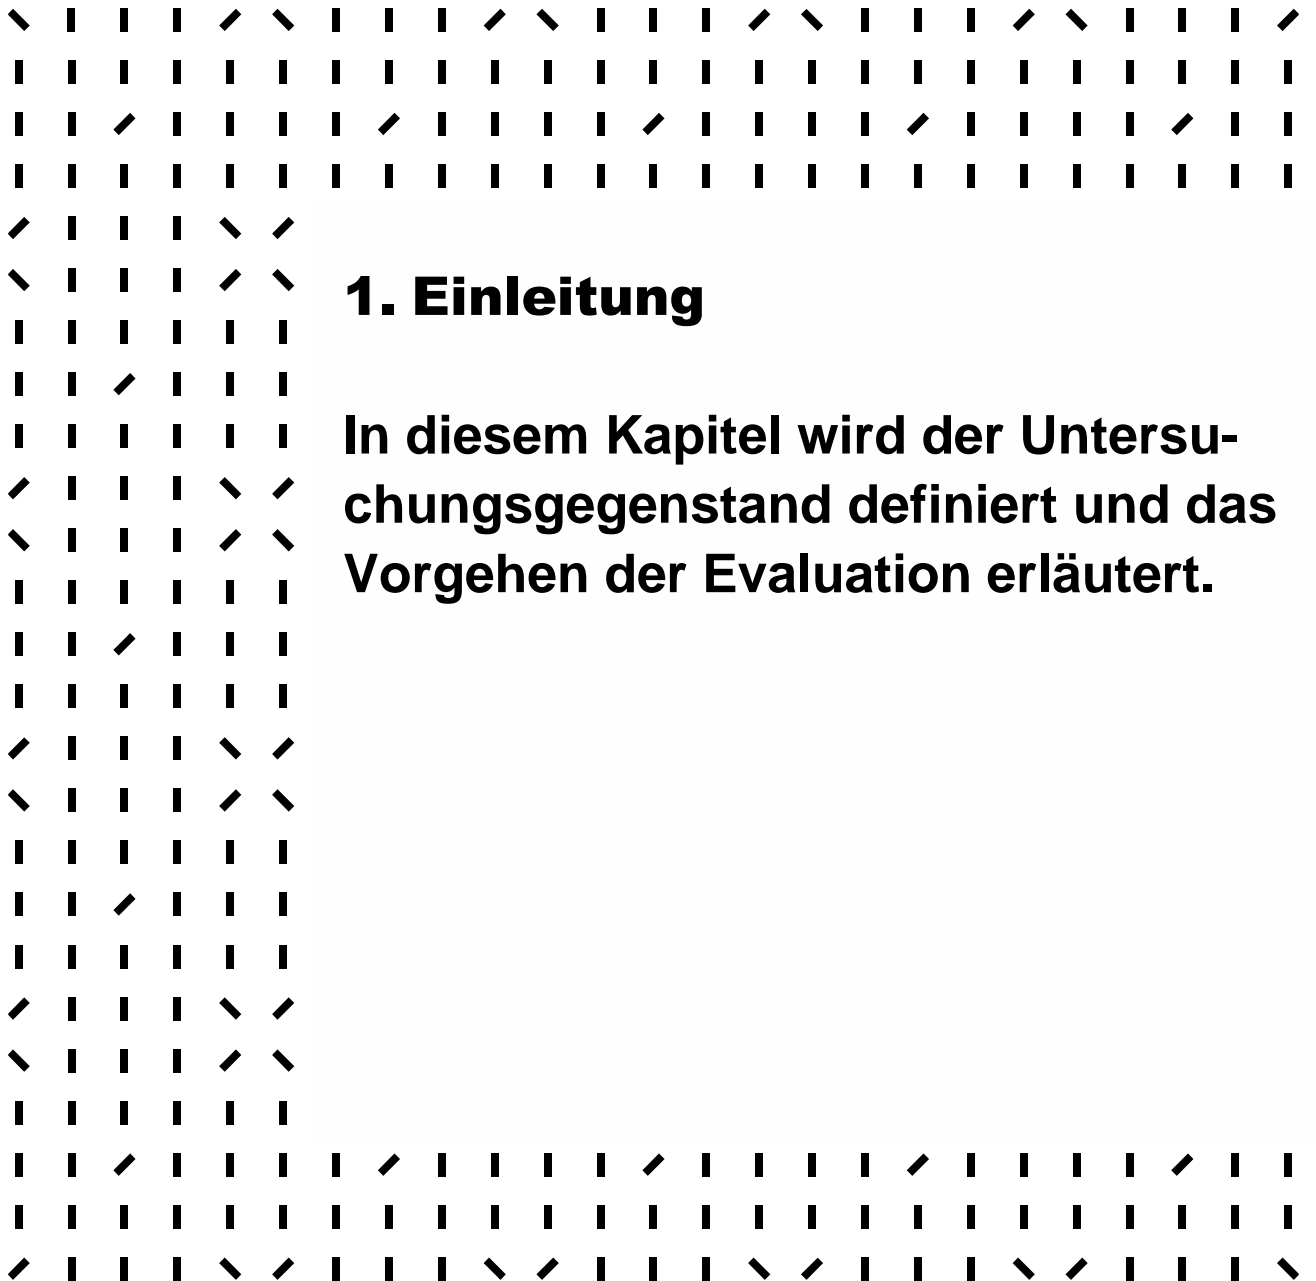 1. Einleitung
In diesem Kapitel wird der Untersu-
chungsgegenstand definiert und das
Vorgehen der Evaluation erläutert.